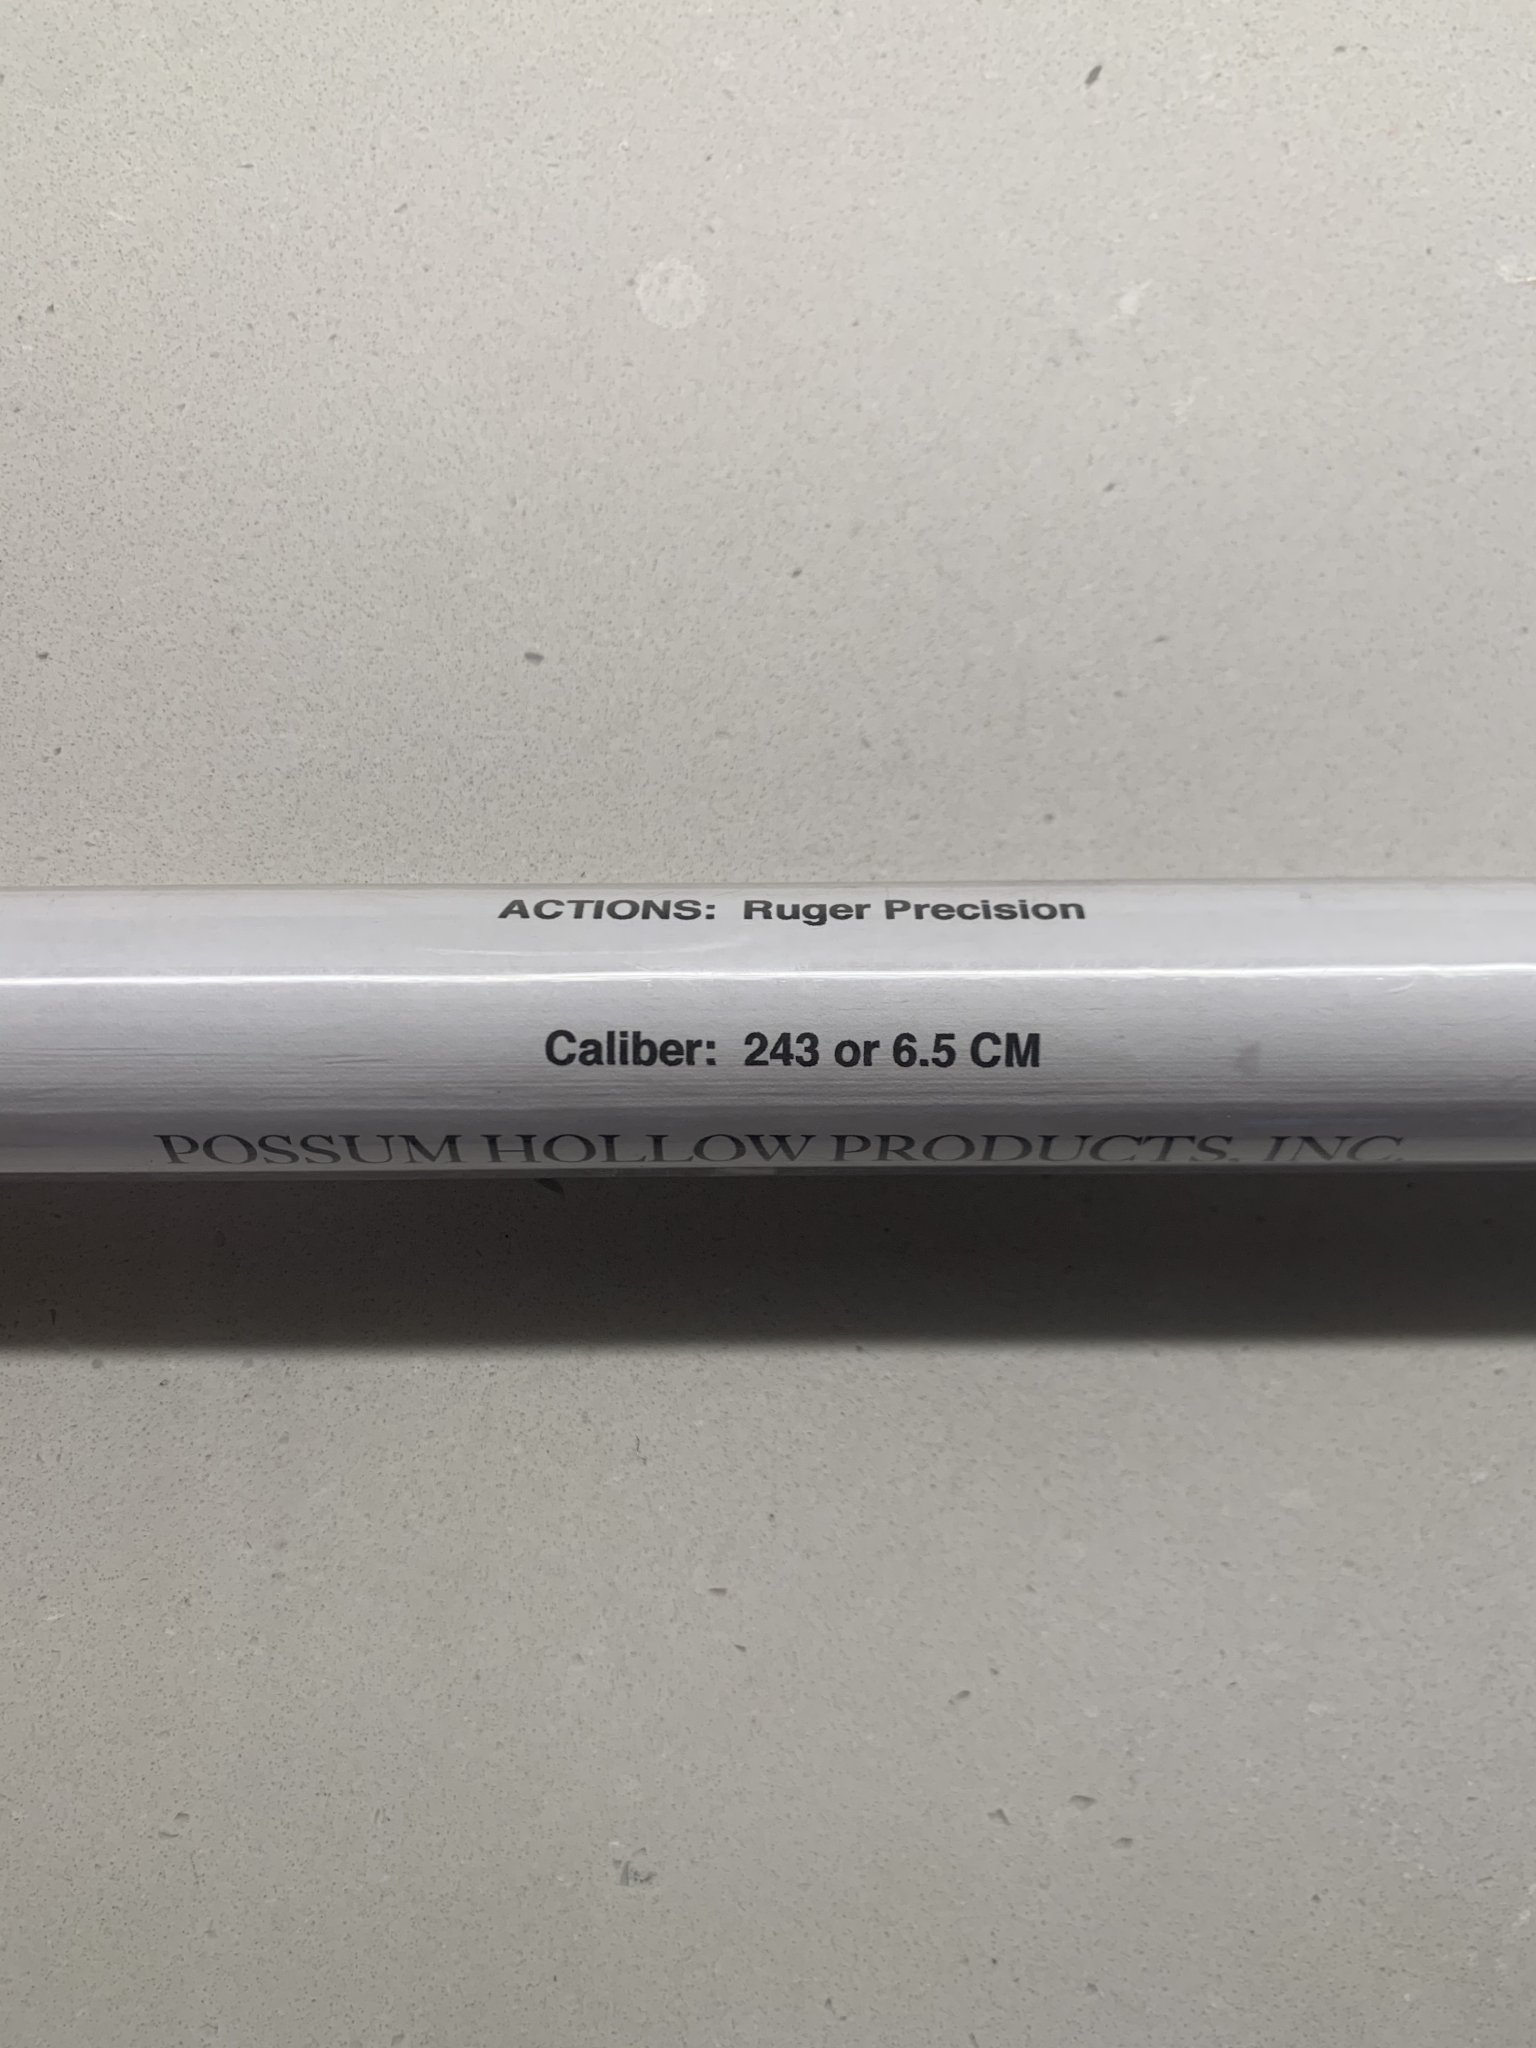 ACTIONS: Ruger Precision
Caliber: 243 or 6.5 CM
POSSUM HOLLOW PRODUCTS, INC.